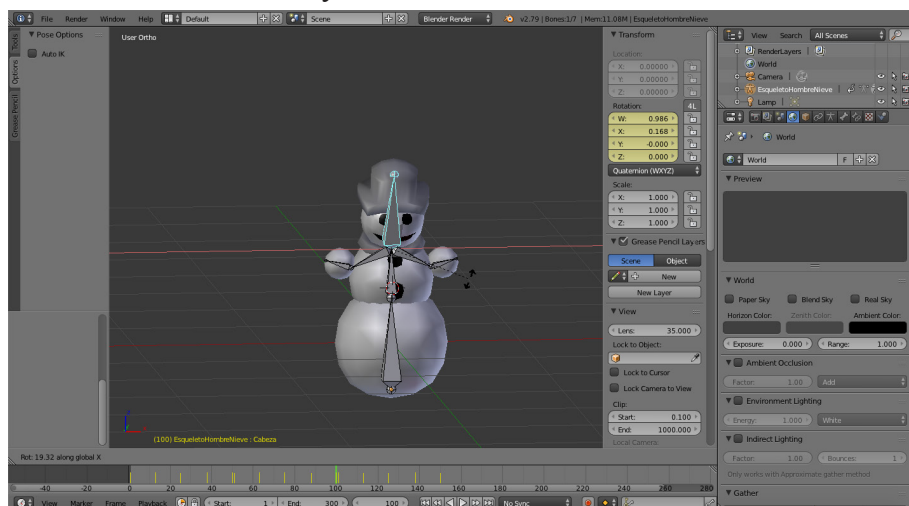 File Render Window Help Default Scene Blender Render v2.79 | Bones:1/7 | Mem:11.08M | EsqueletoHombreNieve
Tools
Options
Grease Pencil
Pose Options
Auto IK
User Ortho
(100) EsqueletoHombreNieve : Cabeza
Transform
Location:
X: 0.00000
Y: 0.00000
Z: 0.00000
Rotation: 4L
W: 0.986
X: 0.168
Y: -0.000
Z: 0.000
Quaternion (WXYZ)
Scale:
X: 1.000
Y: 1.000
Z: 1.000
Grease Pencil Layers
Scene Object
New
New Layer
View
Lens: 35.000
Lock to Object:
Lock to Cursor
Lock Camera to View
Clip:
Start: 0.100
End: 1000.000
Local Camera:
View Search All Scenes
RenderLayers
World
Camera
EsqueletoHombreNieve
Lamp
World
World F
Preview
World
Paper Sky Blend Sky Real Sky
Horizon Color: Zenith Color: Ambient Color:
Exposure: 0.000 Range: 1.000
Ambient Occlusion
Factor: 1.00 Add
Environment Lighting
Energy: 1.000 White
Indirect Lighting
Factor: 1.00 Bounces: 1
Only works with Approximate gather method
Gather
Rot: 19.32 along global X
-40 -20 0 20 40 60 80 100 120 140 160 180 200 220 240 260 280
View Marker Frame Playback Start: 1 End: 300 100 No Sync